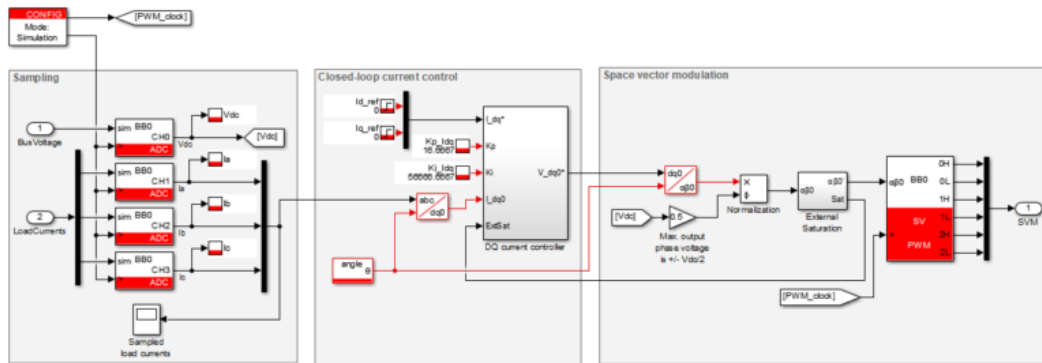 CONFIG
Mode:
Simulation
[PWM_clock]
Sampling
1
BusVoltage
sim BB0
CH0
ADC
Vdc
Vdc
[Vdc]
sim BB0
CH1
ADC
Ia
Ia
2
LoadCurrents
sim BB0
CH2
ADC
Ib
Ib
sim BB0
CH3
ADC
Ic
Ic
Sampled
load currents
Closed-loop current control
Id_ref
0
Iq_ref
0
Kp_Idq
16.6667
Ki_Idq
I_dq*
Kp
Ki
I_dq0
ExtSat
V_dq0*
DQ current controller
abc
dq0
angle
θ
Space vector modulation
dq0
αβ0
[Vdc]
0.5
Max. output
phase voltage
is +/- Vdc/2
×
÷
Normalization
αβ0 αβ0'
Sat
External
Saturation
[PWM_clock]
αβ0 BB0
SV
PWM
0H
0L
1H
1L
2H
2L
1
SVM